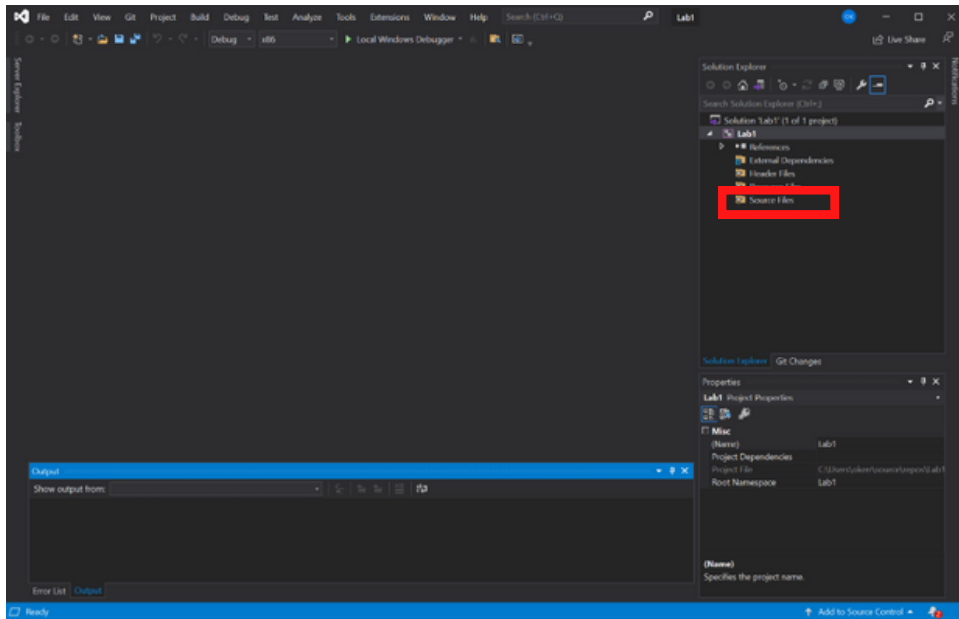 File Edit View Git Project Build Debug Test Analyze Tools Extensions Window Help Search (Ctrl+Q) Lab1
Debug x86 Local Windows Debugger Live Share
Server Explorer
Toolbox
Notifications
Solution Explorer
Search Solution Explorer (Ctrl+;)
Solution 'Lab1' (1 of 1 project)
Lab1
References
External Dependencies
Header Files
Source Files
Solution Explorer Git Changes
Properties
Lab1 Project Properties
Misc
(Name) Lab1
Project Dependencies
Project File
Root Namespace Lab1
(Name)
Specifies the project name.
Output
Show output from:
Error List Output
Ready Add to Source Control